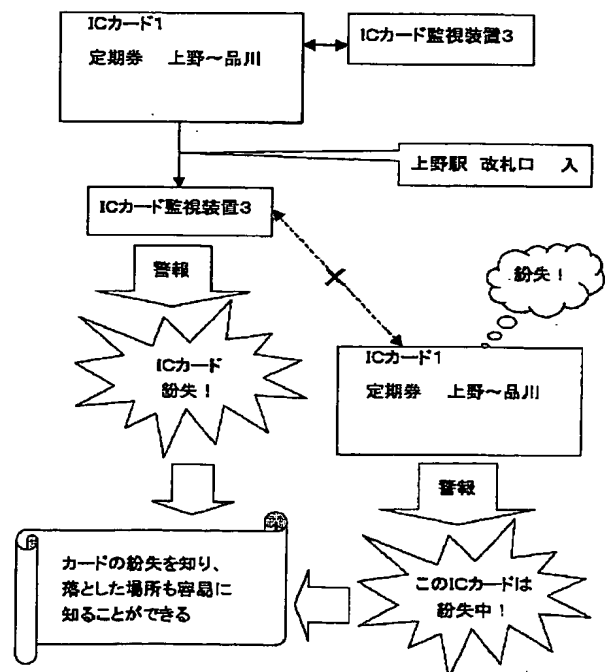 ICカード1
定期券 上野～品川
ICカード監視装置3
上野駅 改札口 入
ICカード監視装置3
警報
紛失！
ICカード
紛失！
ICカード1
定期券 上野～品川
警報
カードの紛失を知り、
落とした場所も容易に
知ることができる
このICカードは
紛失中！